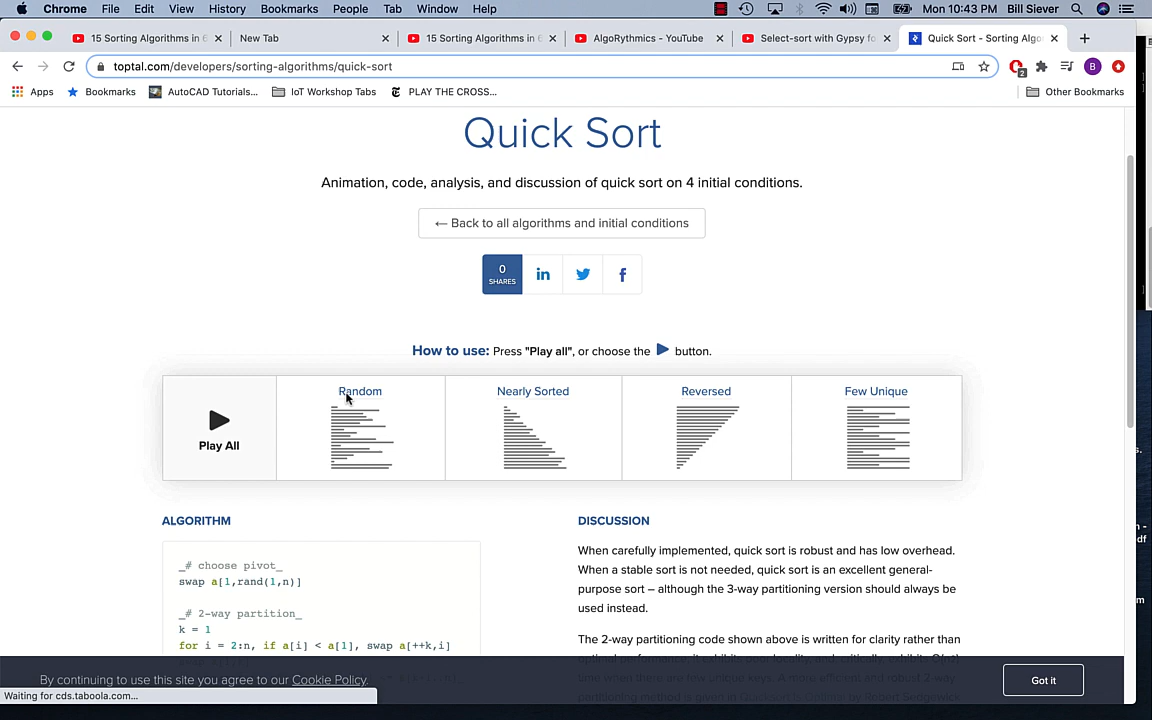 Chrome File Edit View History Bookmarks People Tab Window Help Mon 10:43 PM Bill Siever
15 Sorting Algorithms in 6 New Tab 15 Sorting Algorithms in 6 AlgoRythmics - YouTube Select-sort with Gypsy fo Quick Sort - Sorting Algo
toptal.com/developers/sorting-algorithms/quick-sort 2 B
Apps Bookmarks AutoCAD Tutorials... IoT Workshop Tabs PLAY THE CROSS... Other Bookmarks
Quick Sort
Animation, code, analysis, and discussion of quick sort on 4 initial conditions.
← Back to all algorithms and initial conditions
0
SHARES
How to use: Press "Play all", or choose the ▶ button.
Random Nearly Sorted Reversed Few Unique
Play All
ALGORITHM
_# choose pivot_
swap a[1,rand(1,n)]
_# 2-way partition_
k = 1
for i = 2:n, if a[i] < a[1], swap a[++k,i]
DISCUSSION
When carefully implemented, quick sort is robust and has low overhead.
When a stable sort is not needed, quick sort is an excellent general-
purpose sort – although the 3-way partitioning version should always be
used instead.
The 2-way partitioning code shown above is written for clarity rather than
By continuing to use this site you agree to our Cookie Policy.
Got it
Waiting for cds.taboola.com...